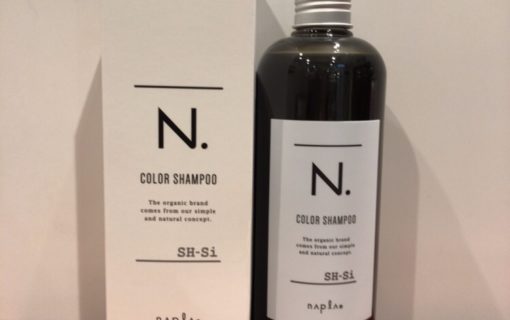 N.
COLOR SHAMPOO
The organic brand
comes from our simple
and natural concept.
SH-Si
napla
N.
COLOR SHAMPOO
The organic brand
comes from our simple
and natural concept.
SH-Si
napla